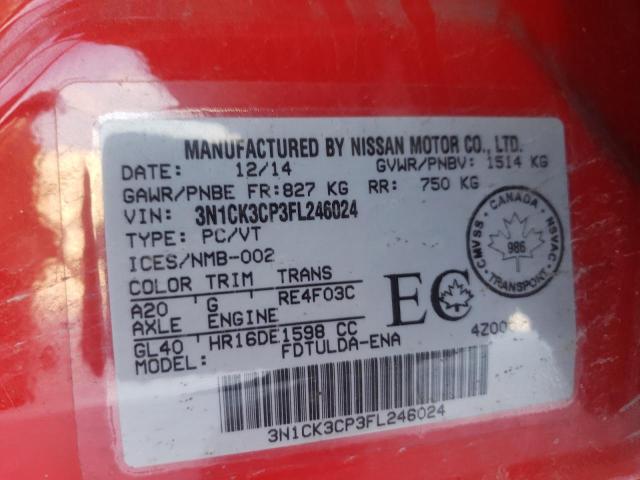 MANUFACTURED BY NISSAN MOTOR CO., LTD.
DATE: 12/14 GVWR/PNBV: 1514 KG
GAWR/PNBE FR: 827 KG RR: 750 KG
VIN: 3N1CK3CP3FL246024
TYPE: PC/VT
ICES/NMB-002
COLOR TRIM TRANS
A20 G RE4F03C
AXLE ENGINE
GL40 HR16DE 1598 CC
MODEL: FDTULDA-ENA
CANADA
CMVSS 986 NSVAC
TRANSPORT
EC
3N1CK3CP3FL246024